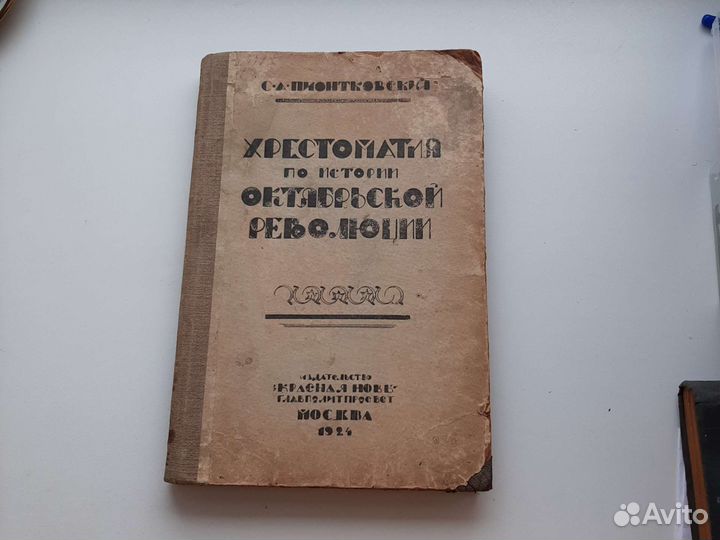 С.А.ПИОНТКОВСКИЙ
ХРЕСТОМАТИЯ
ПО ИСТОРИИ
ОКТЯБРЬСКОЙ
РЕВОЛЮЦИИ
ИЗДАТЕЛЬСТВО
„КРАСНАЯ НОВЬ“
ГЛАВПОЛИТПРОСВЕТ
МОСКВА
1924
Avito